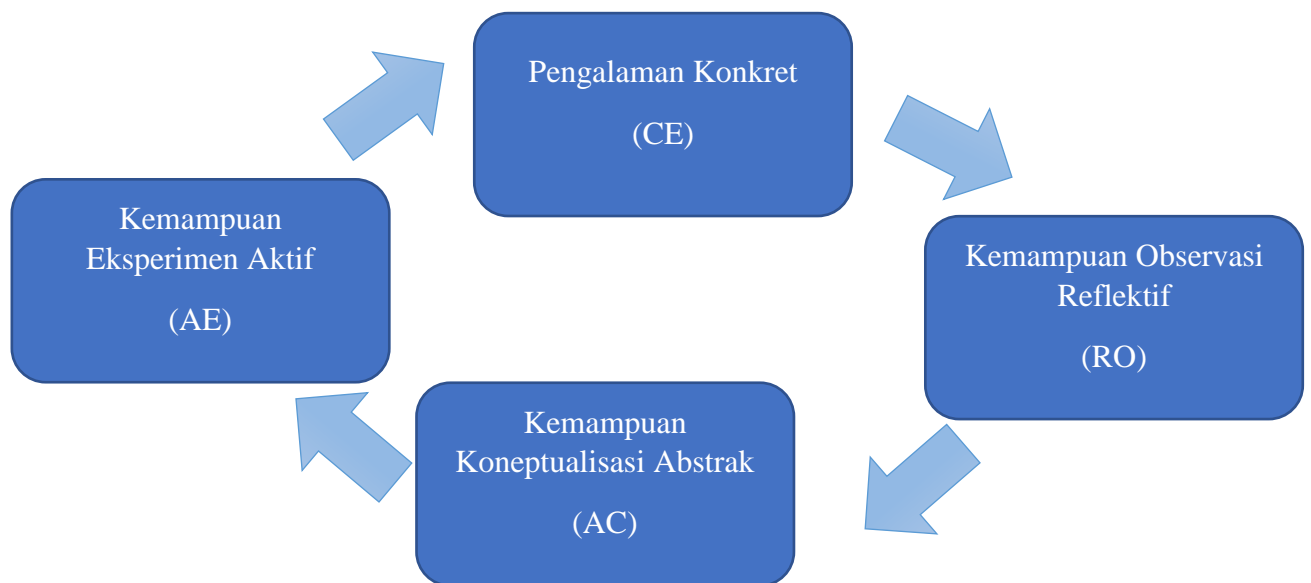 Pengalaman Konkret
(CE)
Kemampuan Observasi
Reflektif
(RO)
Kemampuan
Koneptualisasi Abstrak
(AC)
Kemampuan
Eksperimen Aktif
(AE)